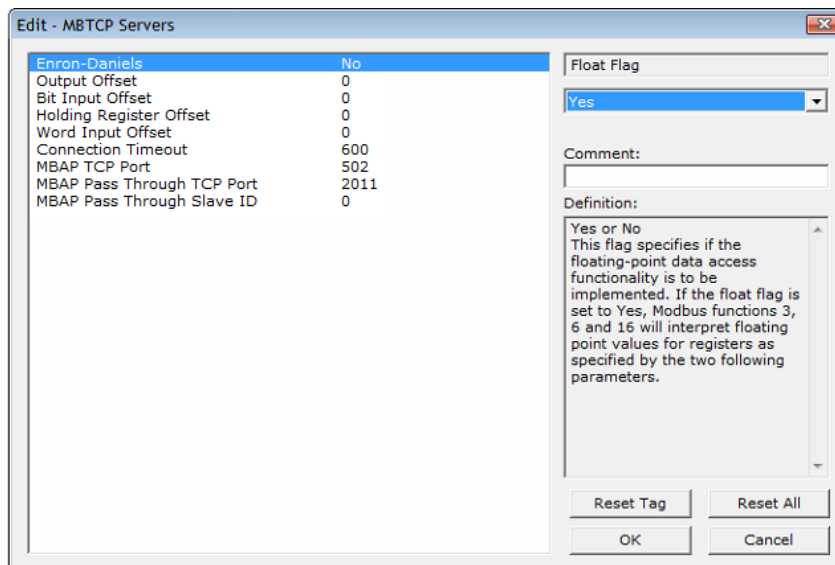 Edit - MBTCP Servers
Enron-Daniels No
Output Offset 0
Bit Input Offset 0
Holding Register Offset 0
Word Input Offset 0
Connection Timeout 600
MBAP TCP Port 502
MBAP Pass Through TCP Port 2011
MBAP Pass Through Slave ID 0
Float Flag
Yes
Comment:
Definition:
Yes or No
This flag specifies if the
floating-point data access
functionality is to be
implemented. If the float flag is
set to Yes, Modbus functions 3,
6 and 16 will interpret floating
point values for registers as
specified by the two following
parameters.
Reset Tag Reset All
OK Cancel